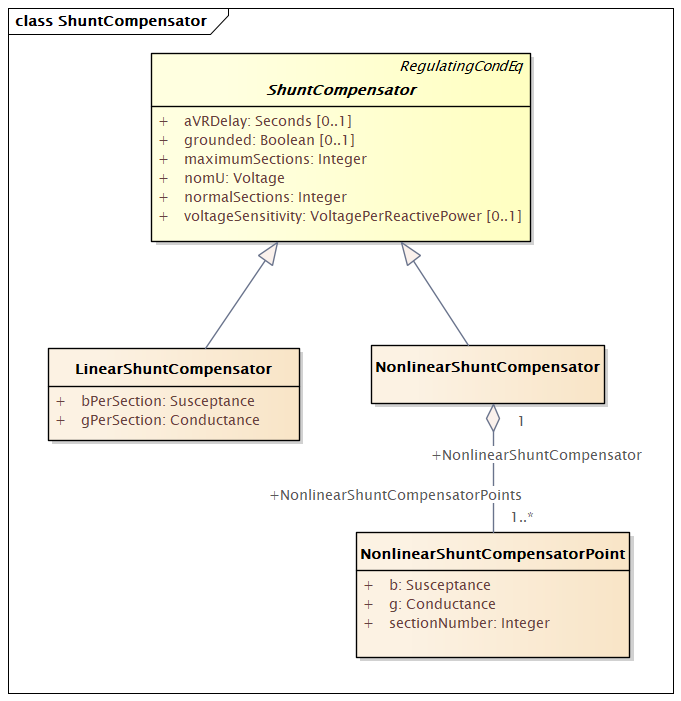 class ShuntCompensator
RegulatingCondEq
ShuntCompensator
+ aVRDelay: Seconds [0..1]
+ grounded: Boolean [0..1]
+ maximumSections: Integer
+ nomU: Voltage
+ normalSections: Integer
+ voltageSensitivity: VoltagePerReactivePower [0..1]
LinearShuntCompensator
+ bPerSection: Susceptance
+ gPerSection: Conductance
NonlinearShuntCompensator
1
+NonlinearShuntCompensator
+NonlinearShuntCompensatorPoints
1..*
NonlinearShuntCompensatorPoint
+ b: Susceptance
+ g: Conductance
+ sectionNumber: Integer